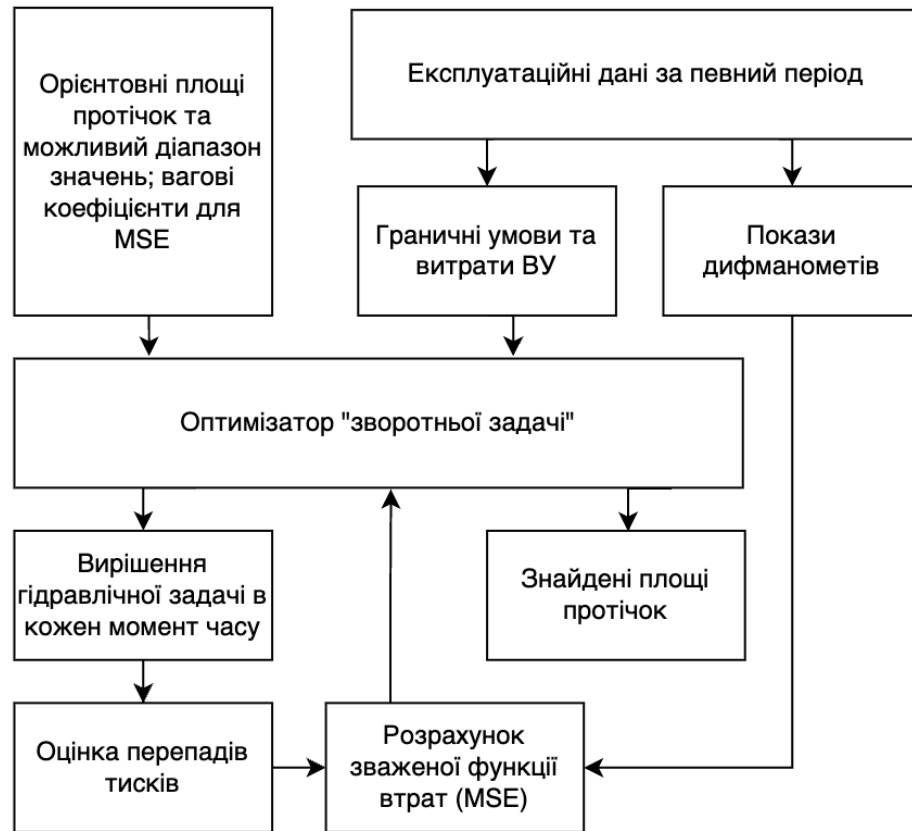 Орієнтовні площі
протічок та
можливий діапазон
значень; вагові
коефіцієнти для
MSE
Експлуатаційні дані за певний період
Граничні умови та
витрати ВУ
Покази
дифманометів
Оптимізатор "зворотньої задачі"
Вирішення
гідравлічної задачі в
кожен момент часу
Знайдені площі
протічок
Оцінка перепадів
тисків
Розрахунок
зваженої функції
втрат (MSE)